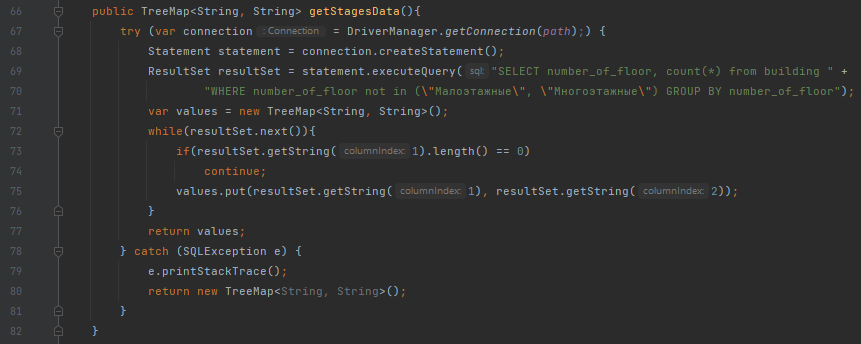 66 public TreeMap<String, String> getStagesData(){
67 try (var connection : Connection = DriverManager.getConnection(path);) {
68 Statement statement = connection.createStatement();
69 ResultSet resultSet = statement.executeQuery( sql: "SELECT number_of_floor, count(*) from building " +
70 "WHERE number_of_floor not in (\"Малоэтажные\", \"Многоэтажные\") GROUP BY number_of_floor");
71 var values = new TreeMap<String, String>();
72 while(resultSet.next()){
73 if(resultSet.getString( columnIndex: 1).length() == 0)
74 continue;
75 values.put(resultSet.getString( columnIndex: 1), resultSet.getString( columnIndex: 2));
76 }
77 return values;
78 } catch (SQLException e) {
79 e.printStackTrace();
80 return new TreeMap<String, String>();
81 }
82 }